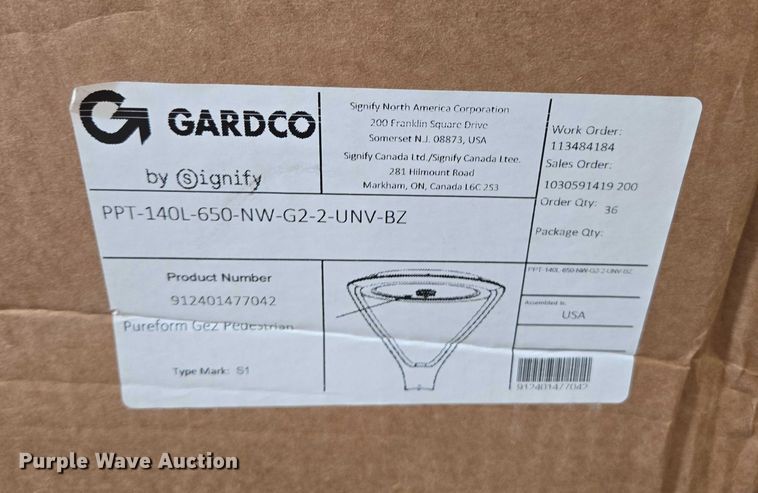 GARDCO
by signify
Signify North America Corporation
200 Franklin Square Drive
Somerset N.J. 08873, USA
Signify Canada Ltd./Signify Canada Ltee.
281 Hilmount Road
Markham, ON, Canada L6C 2S3
Work Order:
113484184
Sales Order:
1030591419 200
Order Qty: 36
Package Qty:
PPT-140L-650-NW-G2-2-UNV-BZ
PPT-140L-650-NW-G2-2-UNV-BZ
Product Number
912401477042
Pureform Ge2 Pedestrian
Type Mark: S1
Assembled in
USA
912401477042
Purple Wave Auction